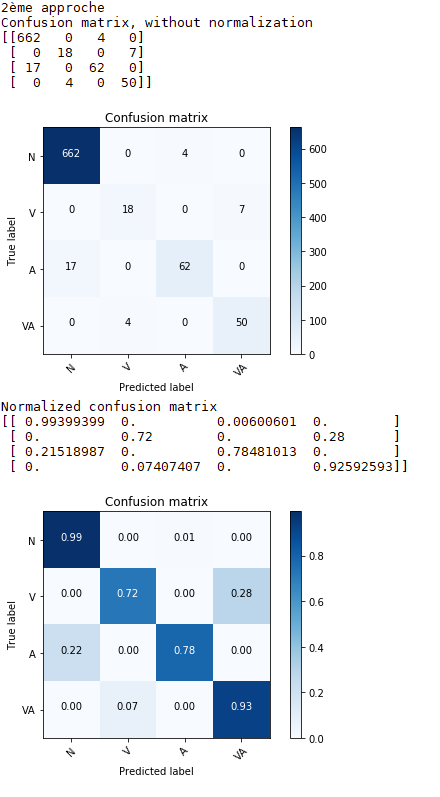 2ème approche
Confusion matrix, without normalization
[[662   0   4   0]
 [  0  18   0   7]
 [ 17   0  62   0]
 [  0   4   0  50]]
Confusion matrix
N 662 0 4 0
V 0 18 0 7
A 17 0 62 0
VA 0 4 0 50
N V A VA
True label
Predicted label
600
500
400
300
200
100
0
Normalized confusion matrix
[[ 0.99399399  0.          0.00600601  0.        ]
 [ 0.          0.72        0.          0.28      ]
 [ 0.21518987  0.          0.78481013  0.        ]
 [ 0.          0.07407407  0.          0.92592593]]
Confusion matrix
N 0.99 0.00 0.01 0.00
V 0.00 0.72 0.00 0.28
A 0.22 0.00 0.78 0.00
VA 0.00 0.07 0.00 0.93
N V A VA
True label
Predicted label
0.8
0.6
0.4
0.2
0.0